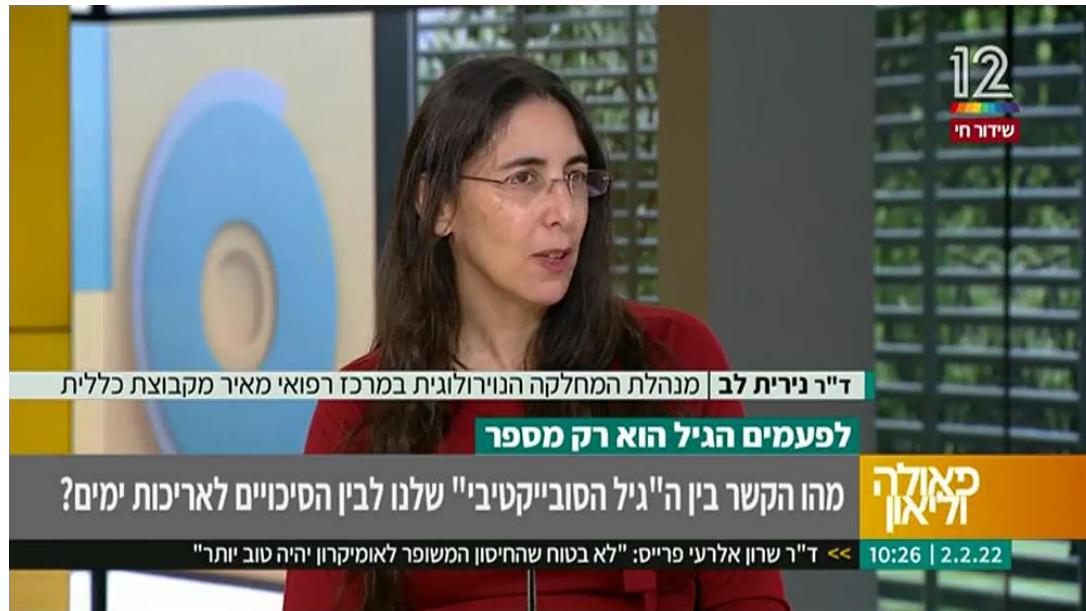 12
שידור חי
ד"ר נירית לב | מנהלת המחלקה הנוירולוגית במרכז רפואי מאיר מקבוצת כללית
לפעמים הגיל הוא רק מספר
פאולה
וליאון
מהו הקשר בין ה"גיל הסובייקטיבי" שלנו לבין הסיכויים לאריכות ימים?
10:26 | 2.2.22
>> ד"ר שרון אלרעי פרייס: "לא בטוח שהחיסון המשופר לאומיקרון יהיה טוב יותר"